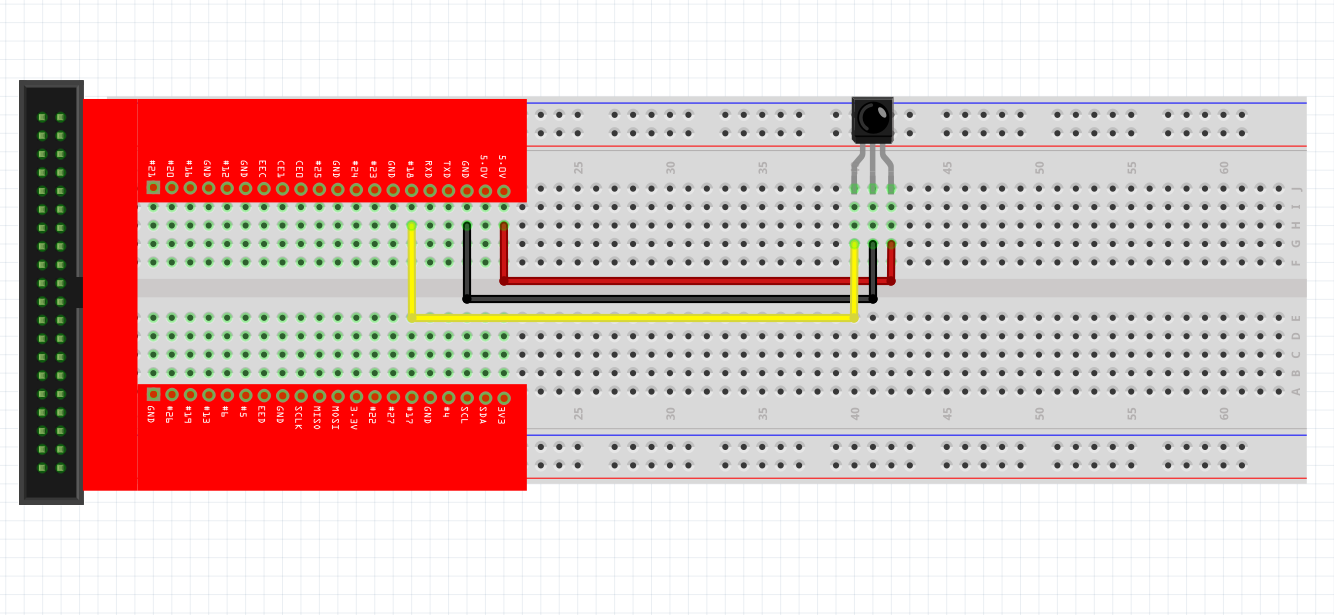 #21 #20 #16 GND #12 GND EEC CE1 CE0 #25 GND #24 #23 GND #18 RXD TXD GND 5.0V 5.0V
25 30 35 45 50 55 60
J
I
H
G
F
E
D
C
B
A
GND #26 #19 #13 #6 #5 EED GND SCLK MISO MOSI 3.3V #22 #27 #17 GND #4 SCL SDA 3V3
25 30 35 40 45 50 55 60